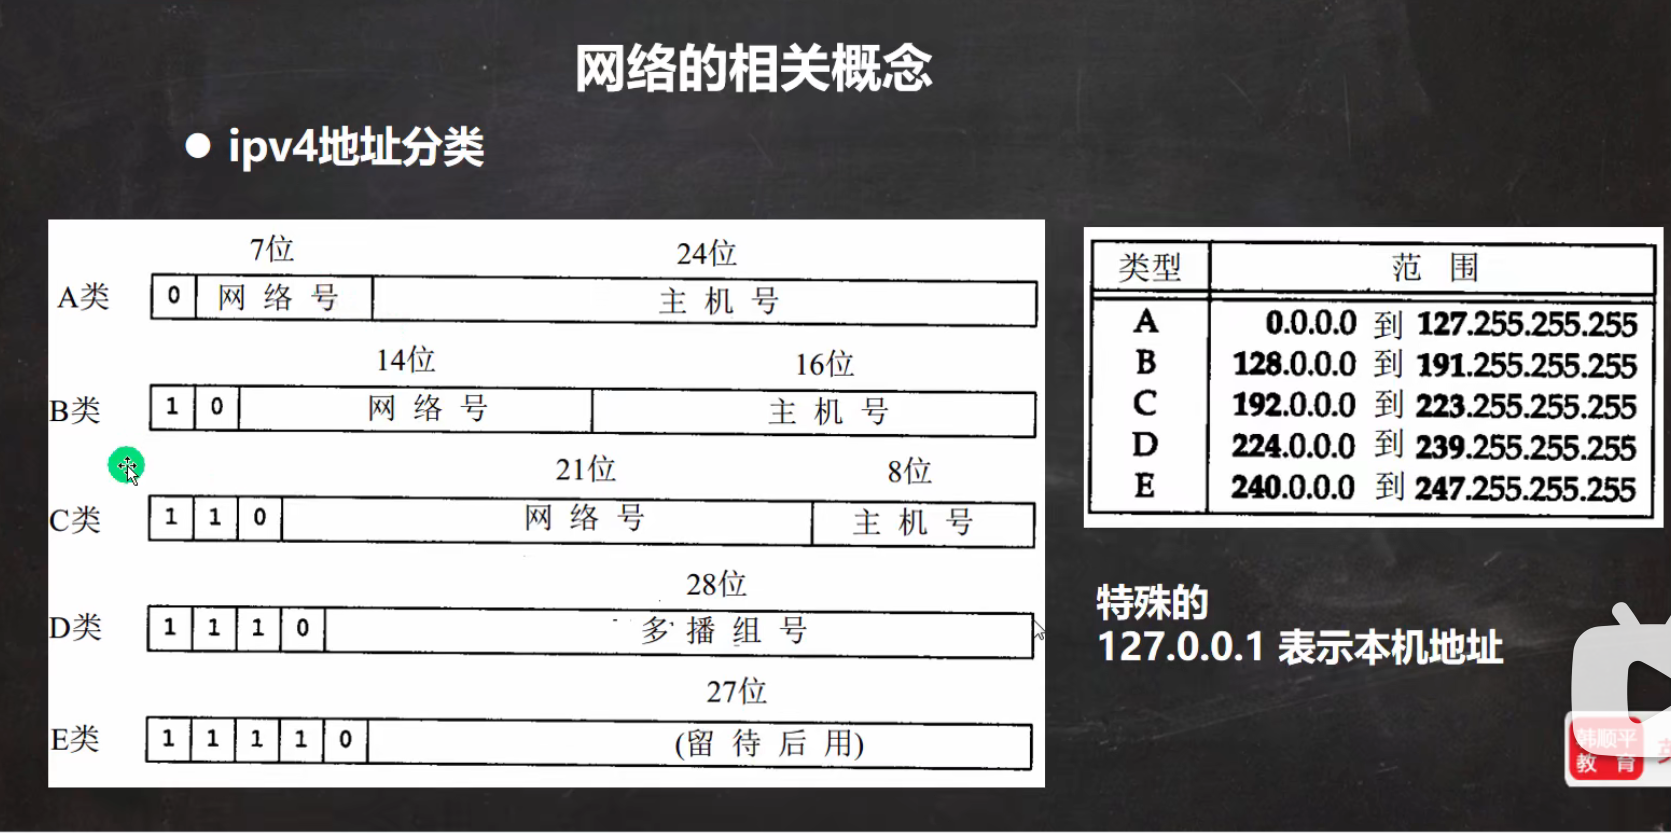 网络的相关概念
● ipv4地址分类
7位 24位
A类 0 网络号 主机号
14位 16位
B类 1 0 网络号 主机号
21位 8位
C类 1 1 0 网络号 主机号
28位
D类 1 1 1 0 多播组号
27位
E类 1 1 1 1 0 (留待后用)
类型 范围
A 0.0.0.0 到 127.255.255.255
B 128.0.0.0 到 191.255.255.255
C 192.0.0.0 到 223.255.255.255
D 224.0.0.0 到 239.255.255.255
E 240.0.0.0 到 247.255.255.255
特殊的
127.0.0.1 表示本机地址
韩顺平
教育